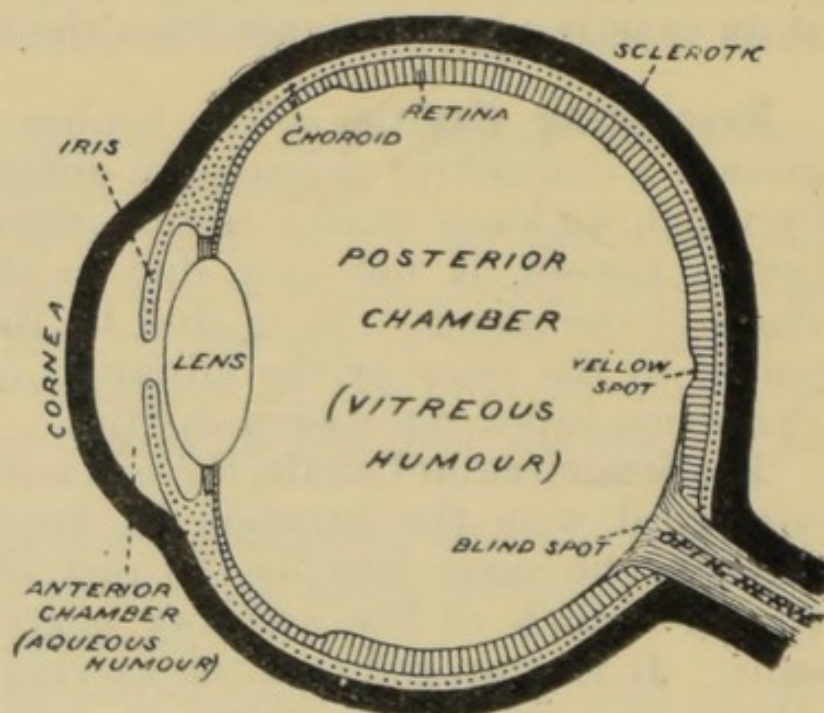 SCLEROTIC
RETINA
CHOROID
IRIS
CORNEA
LENS
POSTERIOR
CHAMBER
(VITREOUS
HUMOUR)
YELLOW
SPOT
BLIND SPOT
OPTIC NERVE
ANTERIOR
CHAMBER
(AQUEOUS
HUMOUR)